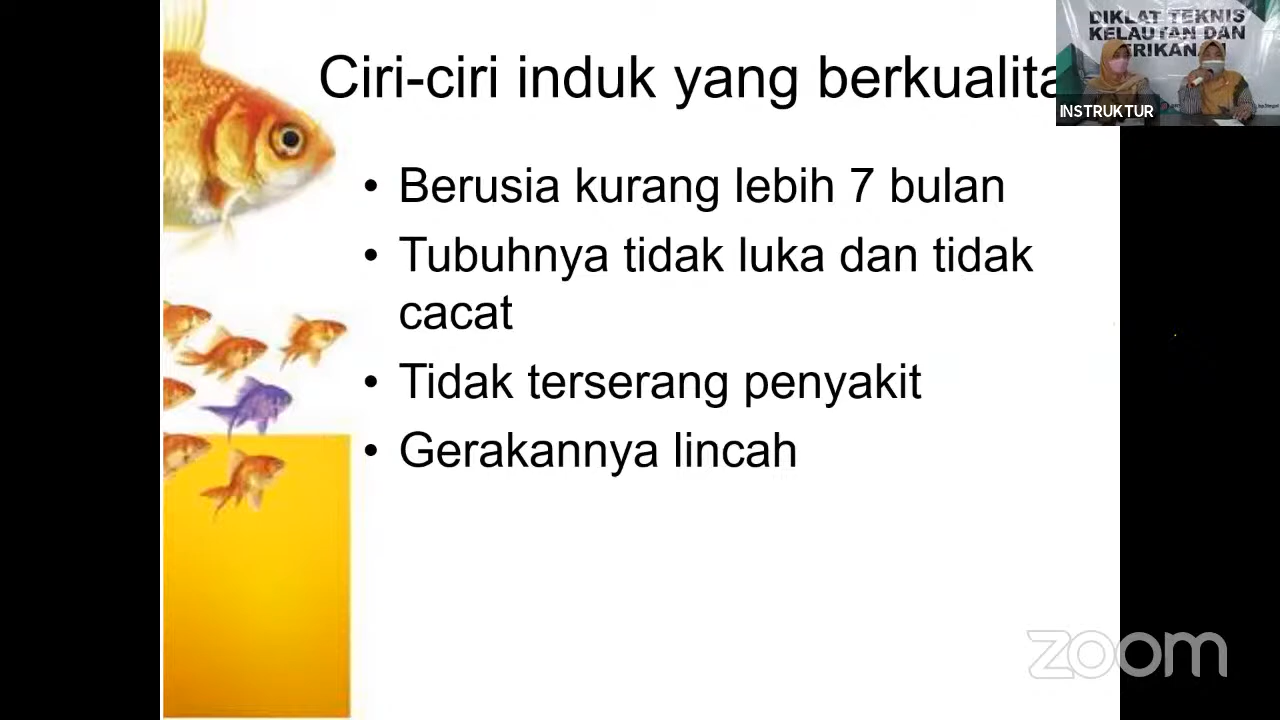 Ciri-ciri induk yang berkualita
DIKLAT TEKNIS
KELAUTAN DAN
ERIKANAN
INSTRUKTUR
• Berusia kurang lebih 7 bulan
• Tubuhnya tidak luka dan tidak
cacat
• Tidak terserang penyakit
• Gerakannya lincah
zoom